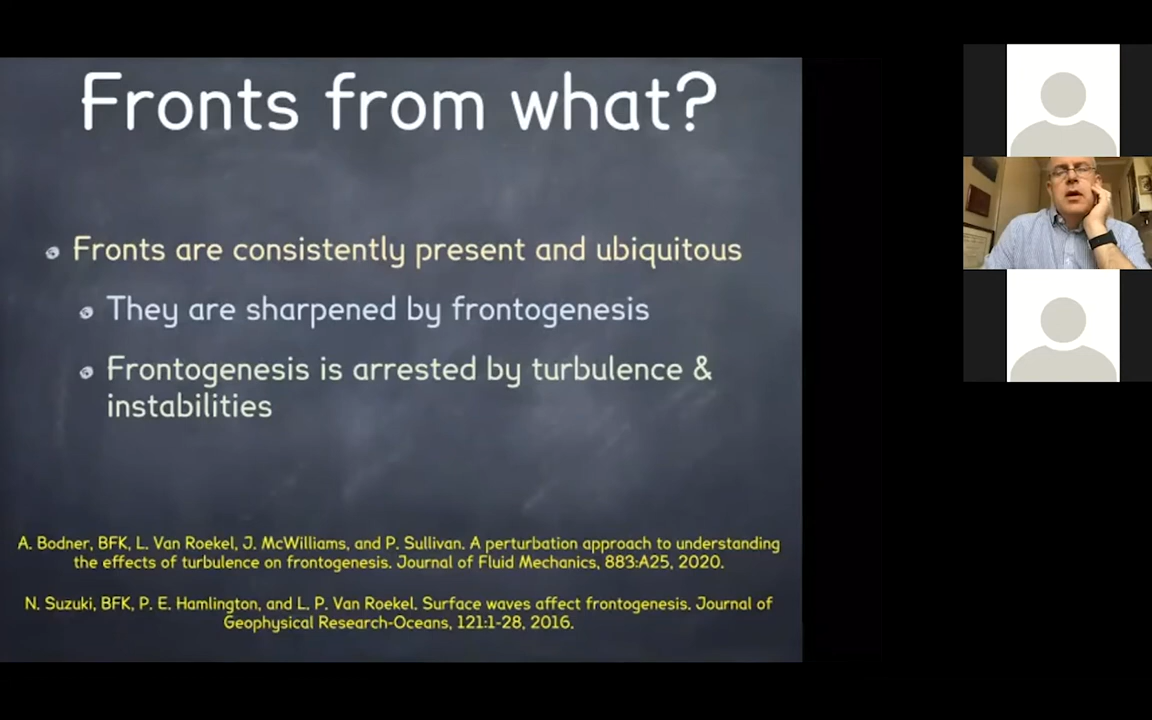 Fronts from what?
Fronts are consistently present and ubiquitous
They are sharpened by frontogenesis
Frontogenesis is arrested by turbulence &
instabilities
A. Bodner, BFK, L. Van Roekel, J. McWilliams, and P. Sullivan. A perturbation approach to understanding
the effects of turbulence on frontogenesis. Journal of Fluid Mechanics, 883:A25, 2020.
N. Suzuki, BFK, P. E. Hamlington, and L. P. Van Roekel. Surface waves affect frontogenesis. Journal of
Geophysical Research-Oceans, 121:1-28, 2016.